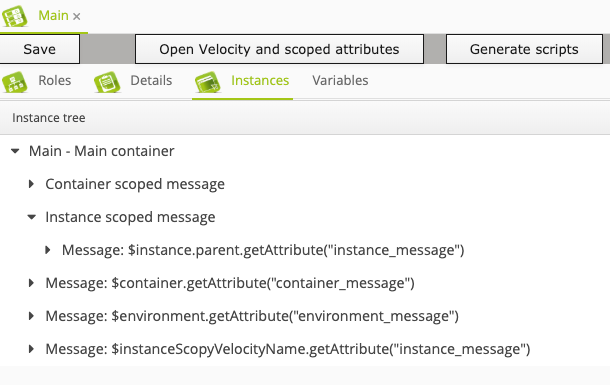 Main ×
Save Open Velocity and scoped attributes Generate scripts
Roles Details Instances Variables
Instance tree
Main - Main container
Container scoped message
Instance scoped message
Message: $instance.parent.getAttribute("instance_message")
Message: $container.getAttribute("container_message")
Message: $environment.getAttribute("environment_message")
Message: $instanceScopyVelocityName.getAttribute("instance_message")